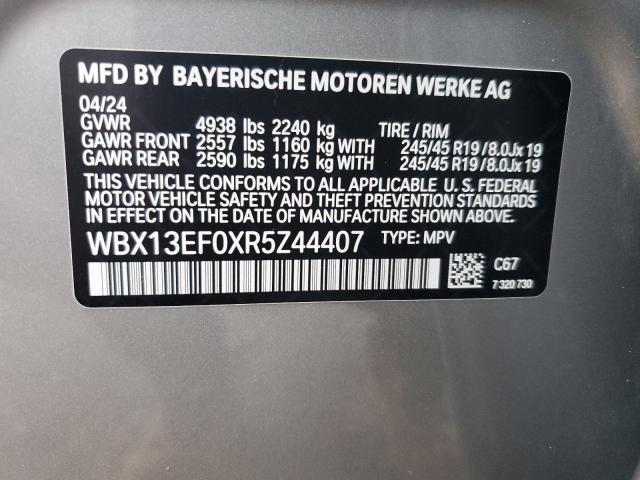 MFD BY BAYERISCHE MOTOREN WERKE AG
04/24
GVWR 4938 lbs 2240 kg TIRE / RIM
GAWR FRONT 2557 lbs 1160 kg WITH 245/45 R19/8.0Jx19
GAWR REAR 2590 lbs 1175 kg WITH 245/45 R19/8.0Jx19
THIS VEHICLE CONFORMS TO ALL APPLICABLE U. S. FEDERAL
MOTOR VEHICLE SAFETY AND THEFT PREVENTION STANDARDS
IN EFFECT ON THE DATE OF MANUFACTURE SHOWN ABOVE.
WBX13EF0XR5Z44407 TYPE: MPV
C67
7 320 730